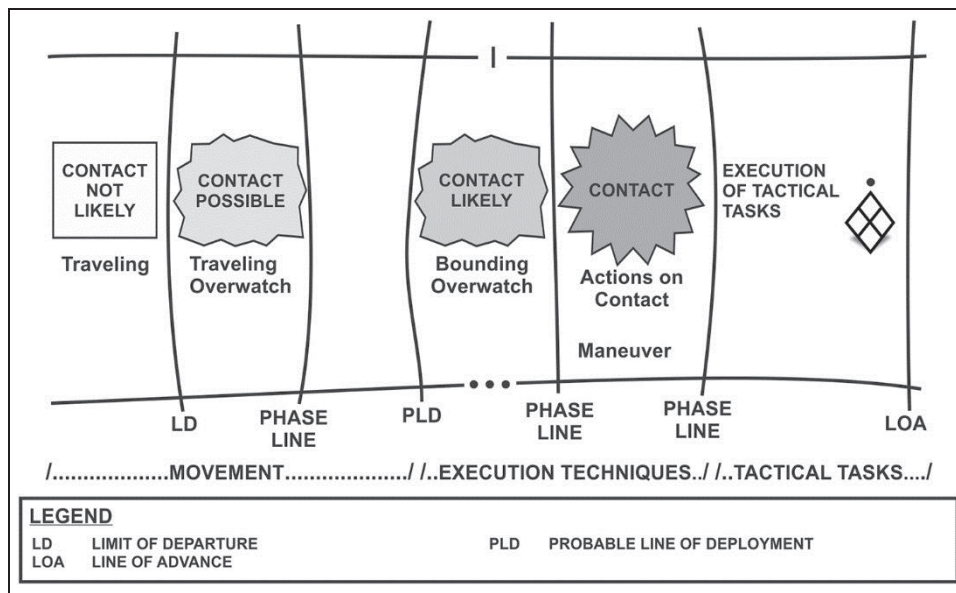 CONTACT
NOT
LIKELY
Traveling
CONTACT
POSSIBLE
Traveling
Overwatch
CONTACT
LIKELY
Bounding
Overwatch
CONTACT
Actions on
Contact
Maneuver
EXECUTION
OF TACTICAL
TASKS
LD
PHASE
LINE
PLD
PHASE
LINE
PHASE
LINE
LOA
/...................MOVEMENT....................../ /..EXECUTION TECHNIQUES../ /..TACTICAL TASKS..../
LEGEND
LD LIMIT OF DEPARTURE
LOA LINE OF ADVANCE
PLD PROBABLE LINE OF DEPLOYMENT